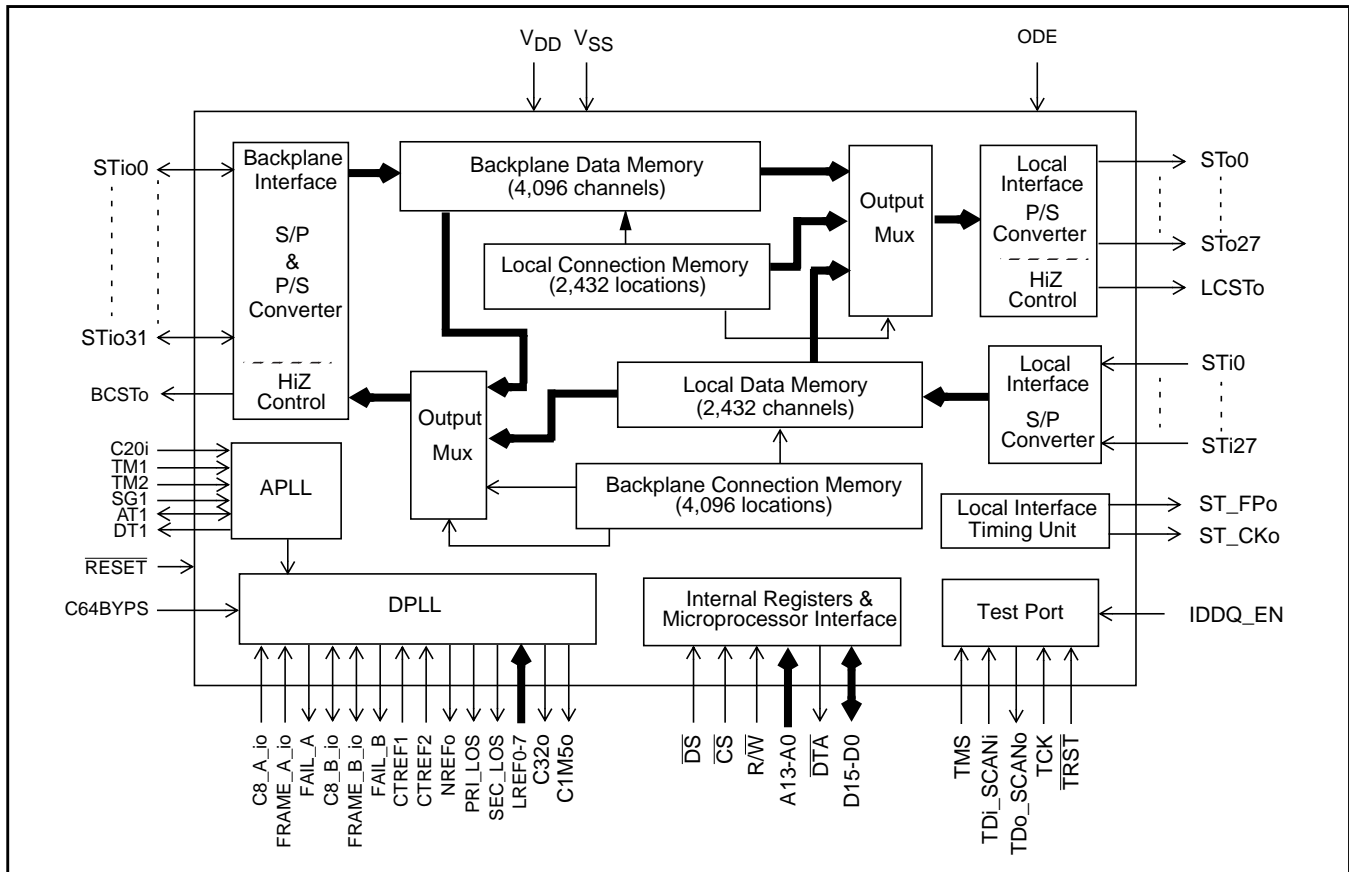 VDD
VSS
ODE
STio0
STio31
BCSTo
Backplane
Interface
S/P
&
P/S
Converter
HiZ
Control
Backplane Data Memory
(4,096 channels)
Local Connection Memory
(2,432 locations)
Output
Mux
Local
Interface
P/S
Converter
HiZ
Control
STo0
STo27
LCSTo
Output
Mux
Local Data Memory
(2,432 channels)
Local
Interface
S/P
Converter
STi0
STi27
Backplane Connection Memory
(4,096 locations)
C20i
TM1
TM2
SG1
AT1
DT1
APLL
Local Interface
Timing Unit
ST_FPo
ST_CKo
RESET
C64BYPS
DPLL
Internal Registers &
Microprocessor Interface
Test Port
IDDQ_EN
C8_A_io
FRAME_A_io
FAIL_A
C8_B_io
FRAME_B_io
FAIL_B
CTREF1
CTREF2
NREFo
PRI_LOS
SEC_LOS
LREF0-7
C32o
C1M5o
DS
CS
R/W
A13-A0
DTA
D15-D0
TMS
TDi_SCANi
TDo_SCANo
TCK
TRST